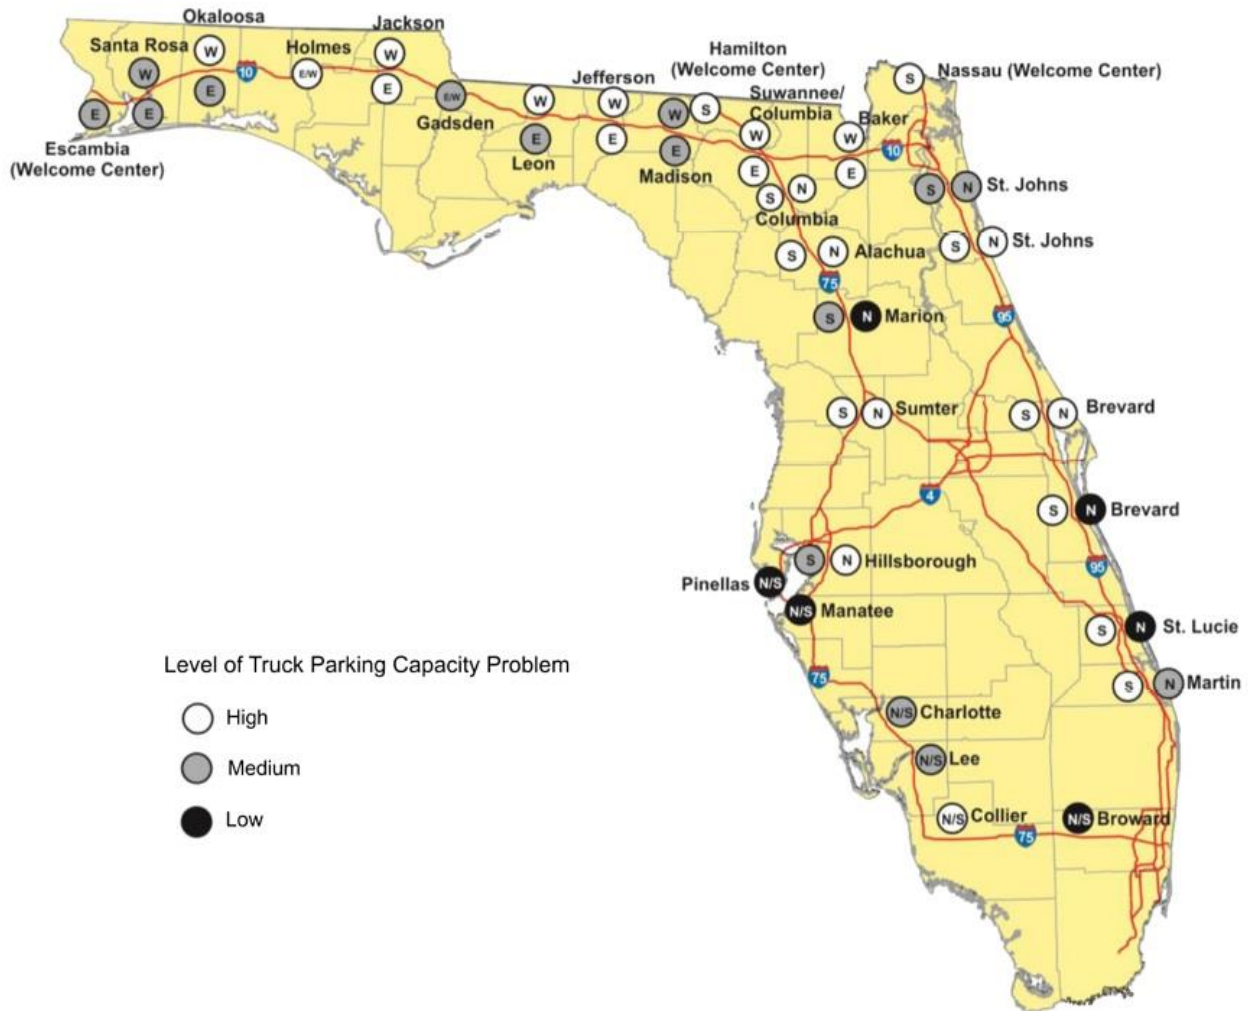 Okaloosa
Jackson
Santa Rosa
W
Holmes
W
Hamilton
(Welcome Center)
Nassau (Welcome Center)
S
W
10
E/W
E
Jefferson
Suwannee/
Columbia
E
E
E
E/W
Gadsden
W
W
W
S
W
W
Baker
10
Escambia
(Welcome Center)
E
Leon
E
E
Madison
E
E
S
N
St. Johns
S
N
Columbia
S
N
Alachua
S
N
St. Johns
75
S
N
Marion
95
S
N
Sumter
S
N
Brevard
4
S
N
Brevard
S
N
Hillsborough
95
Pinellas
N/S
N/S
Manatee
S
N
St. Lucie
Level of Truck Parking Capacity Problem
75
S
N
Martin
High
N/S
Charlotte
Medium
N/S
Lee
Low
N/S
Collier
N/S
Broward
75